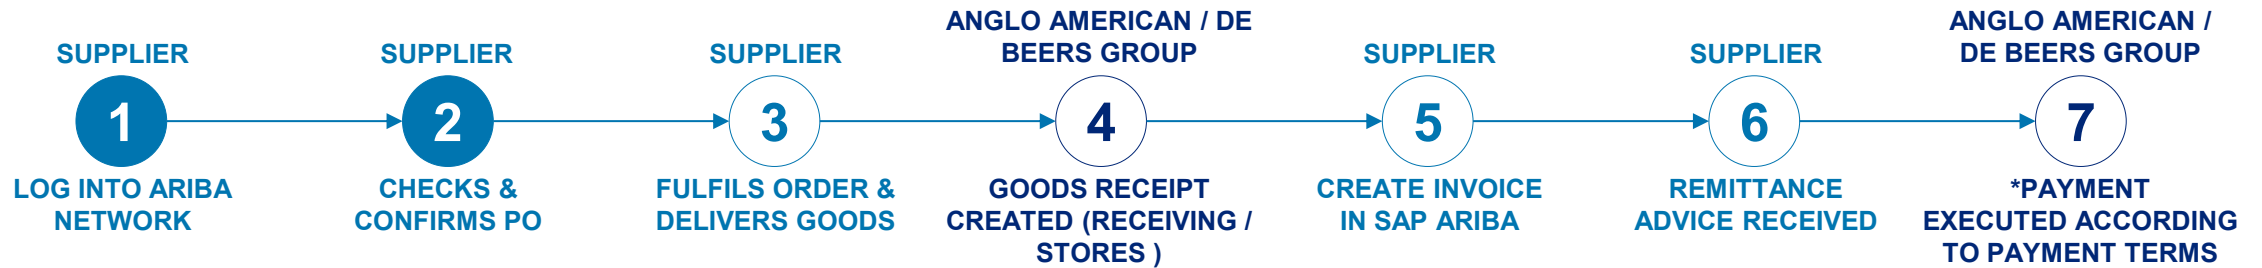 SUPPLIER
1
LOG INTO ARIBA
NETWORK
SUPPLIER
2
CHECKS &
CONFIRMS PO
SUPPLIER
3
FULFILS ORDER &
DELIVERS GOODS
ANGLO AMERICAN / DE
BEERS GROUP
4
GOODS RECEIPT
CREATED (RECEIVING /
STORES )
SUPPLIER
5
CREATE INVOICE
IN SAP ARIBA
SUPPLIER
6
REMITTANCE
ADVICE RECEIVED
ANGLO AMERICAN /
DE BEERS GROUP
7
*PAYMENT
EXECUTED ACCORDING
TO PAYMENT TERMS